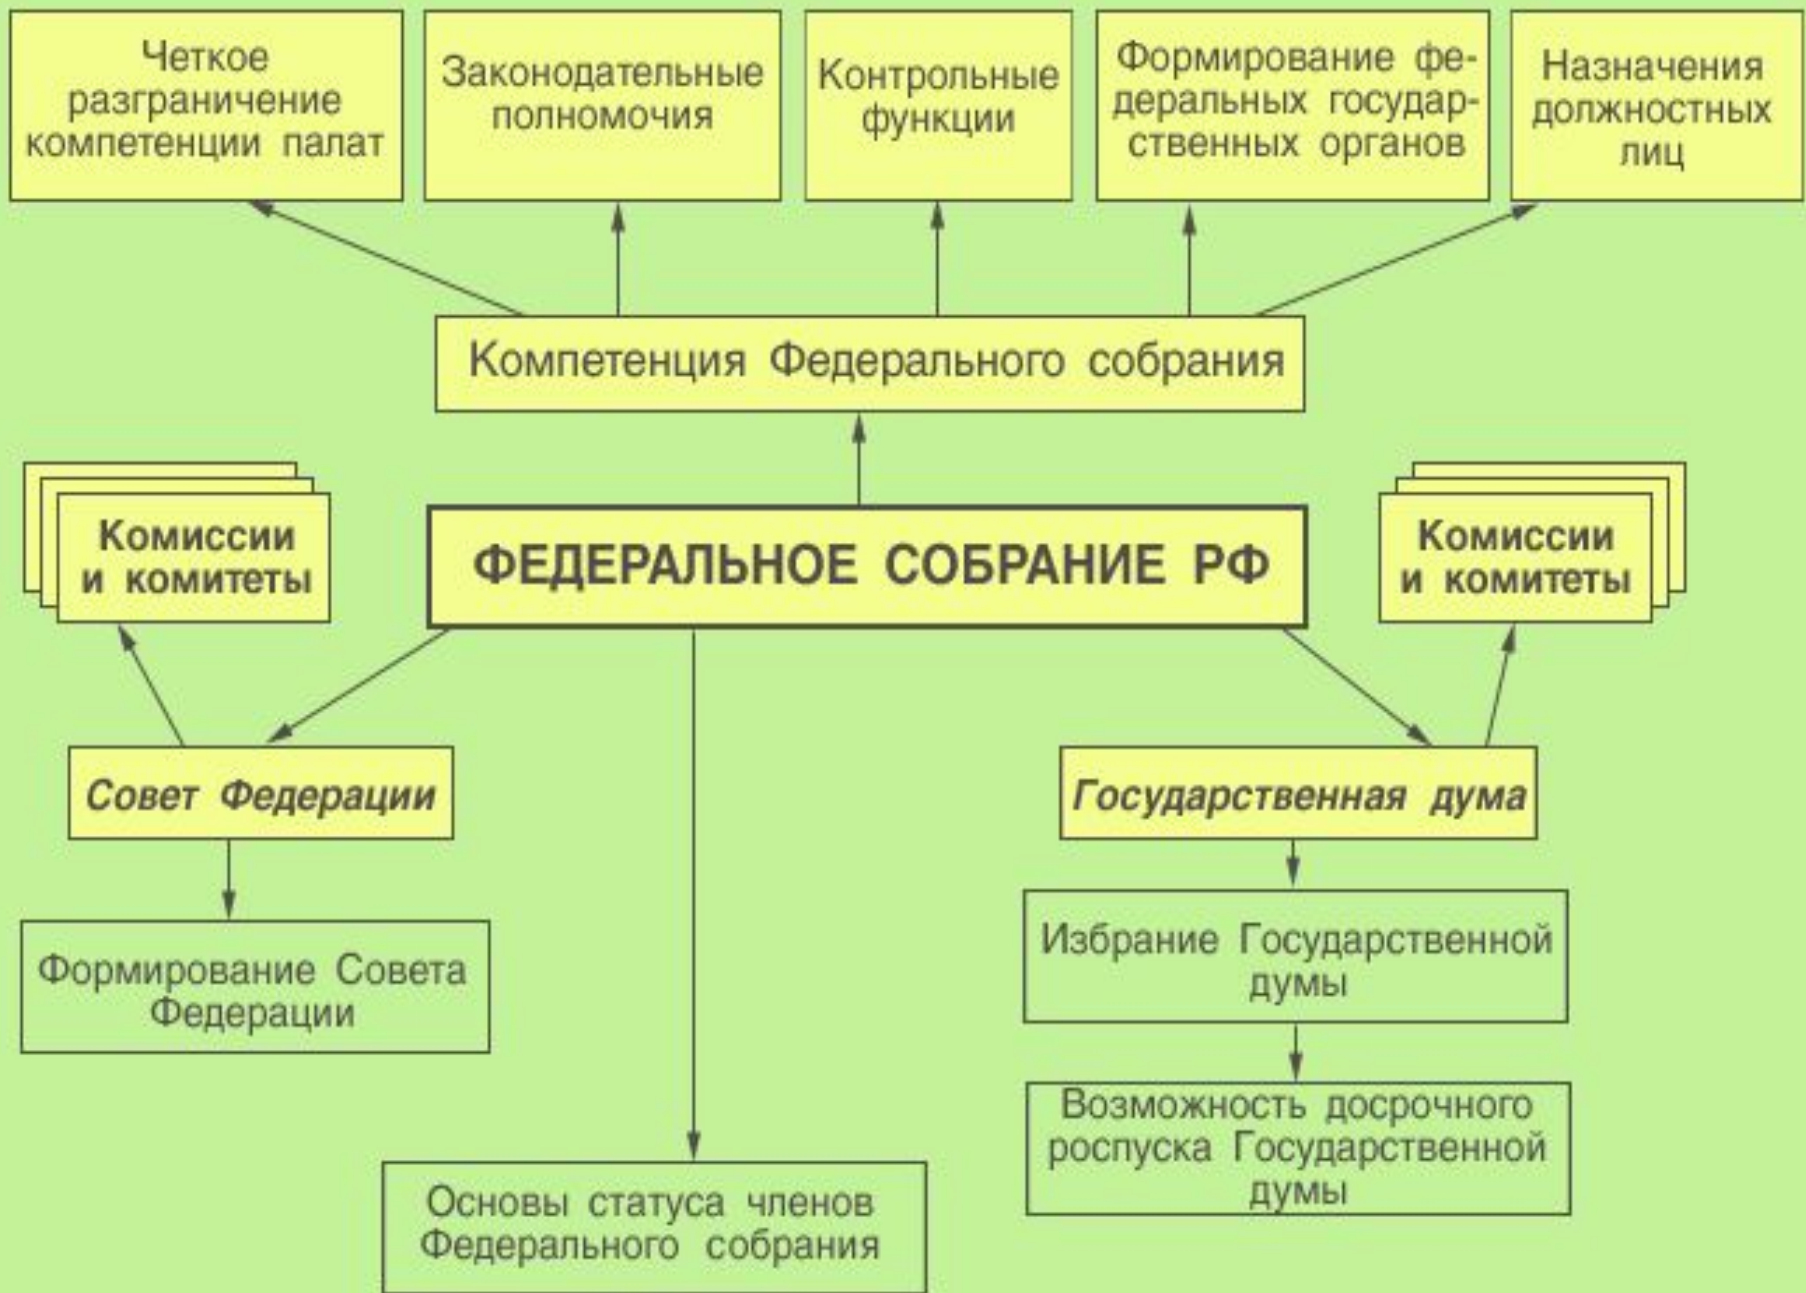 Четкое
разграничение
компетенции палат
Законодательные
полномочия
Контрольные
функции
Формирование фе-
деральных государ-
ственных органов
Назначения
должностных
лиц
Компетенция Федерального собрания
Комиссии
и комитеты
ФЕДЕРАЛЬНОЕ СОБРАНИЕ РФ
Комиссии
и комитеты
Совет Федерации
Государственная дума
Формирование Совета
Федерации
Избрание Государственной
думы
Возможность досрочного
роспуска Государственной
думы
Основы статуса членов
Федерального собрания